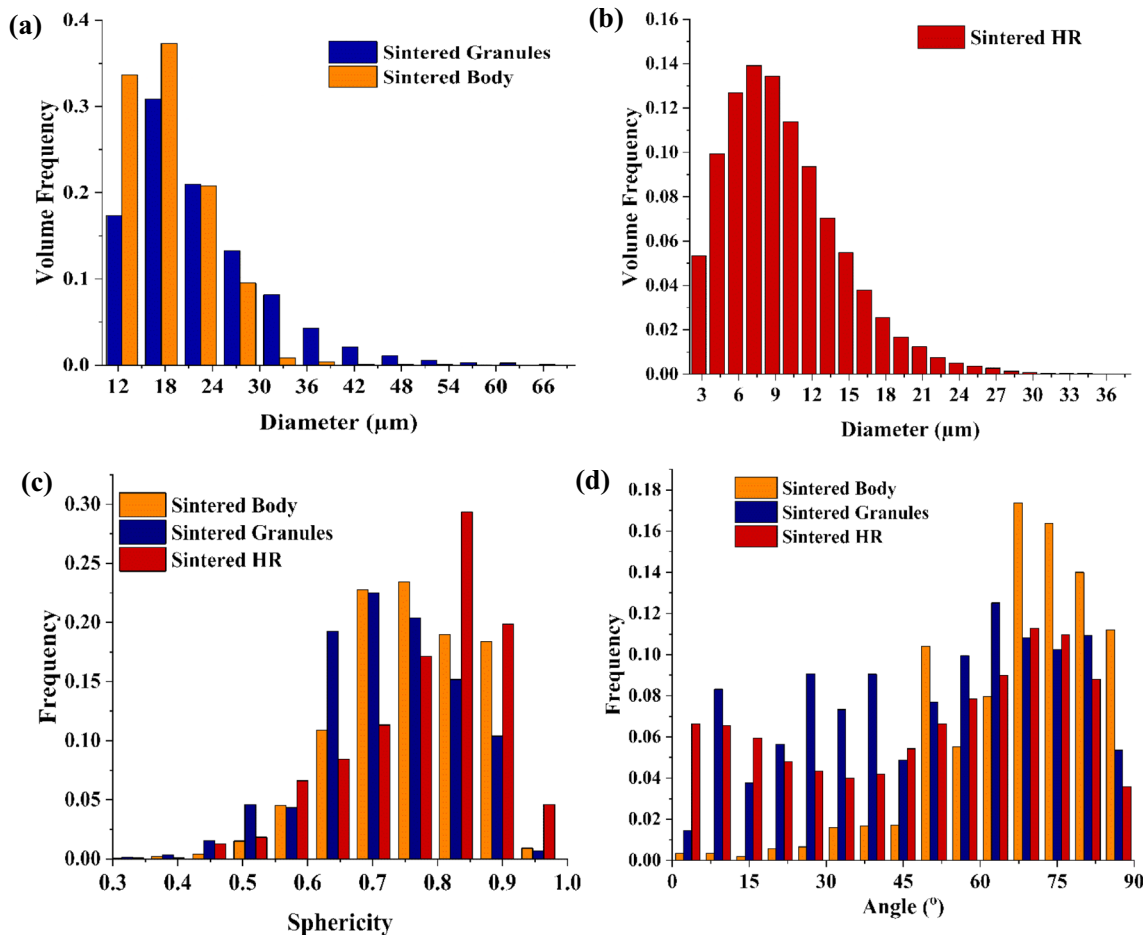 (a)
0.4
0.3
0.2
0.1
0.0
Volume Frequency
Sintered Granules
Sintered Body
12 18 24 30 36 42 48 54 60 66
Diameter (μm)
(b)
0.16
0.14
0.12
0.10
0.08
0.06
0.04
0.02
0.00
Volume Frequency
Sintered HR
3 6 9 12 15 18 21 24 27 30 33 36
Diameter (μm)
(c)
0.30
0.25
0.20
0.15
0.10
0.05
0.00
Frequency
Sintered Body
Sintered Granules
Sintered HR
0.3 0.4 0.5 0.6 0.7 0.8 0.9 1.0
Sphericity
(d)
0.18
0.16
0.14
0.12
0.10
0.08
0.06
0.04
0.02
0.00
Frequency
Sintered Body
Sintered Granules
Sintered HR
0 15 30 45 60 75 90
Angle (°)